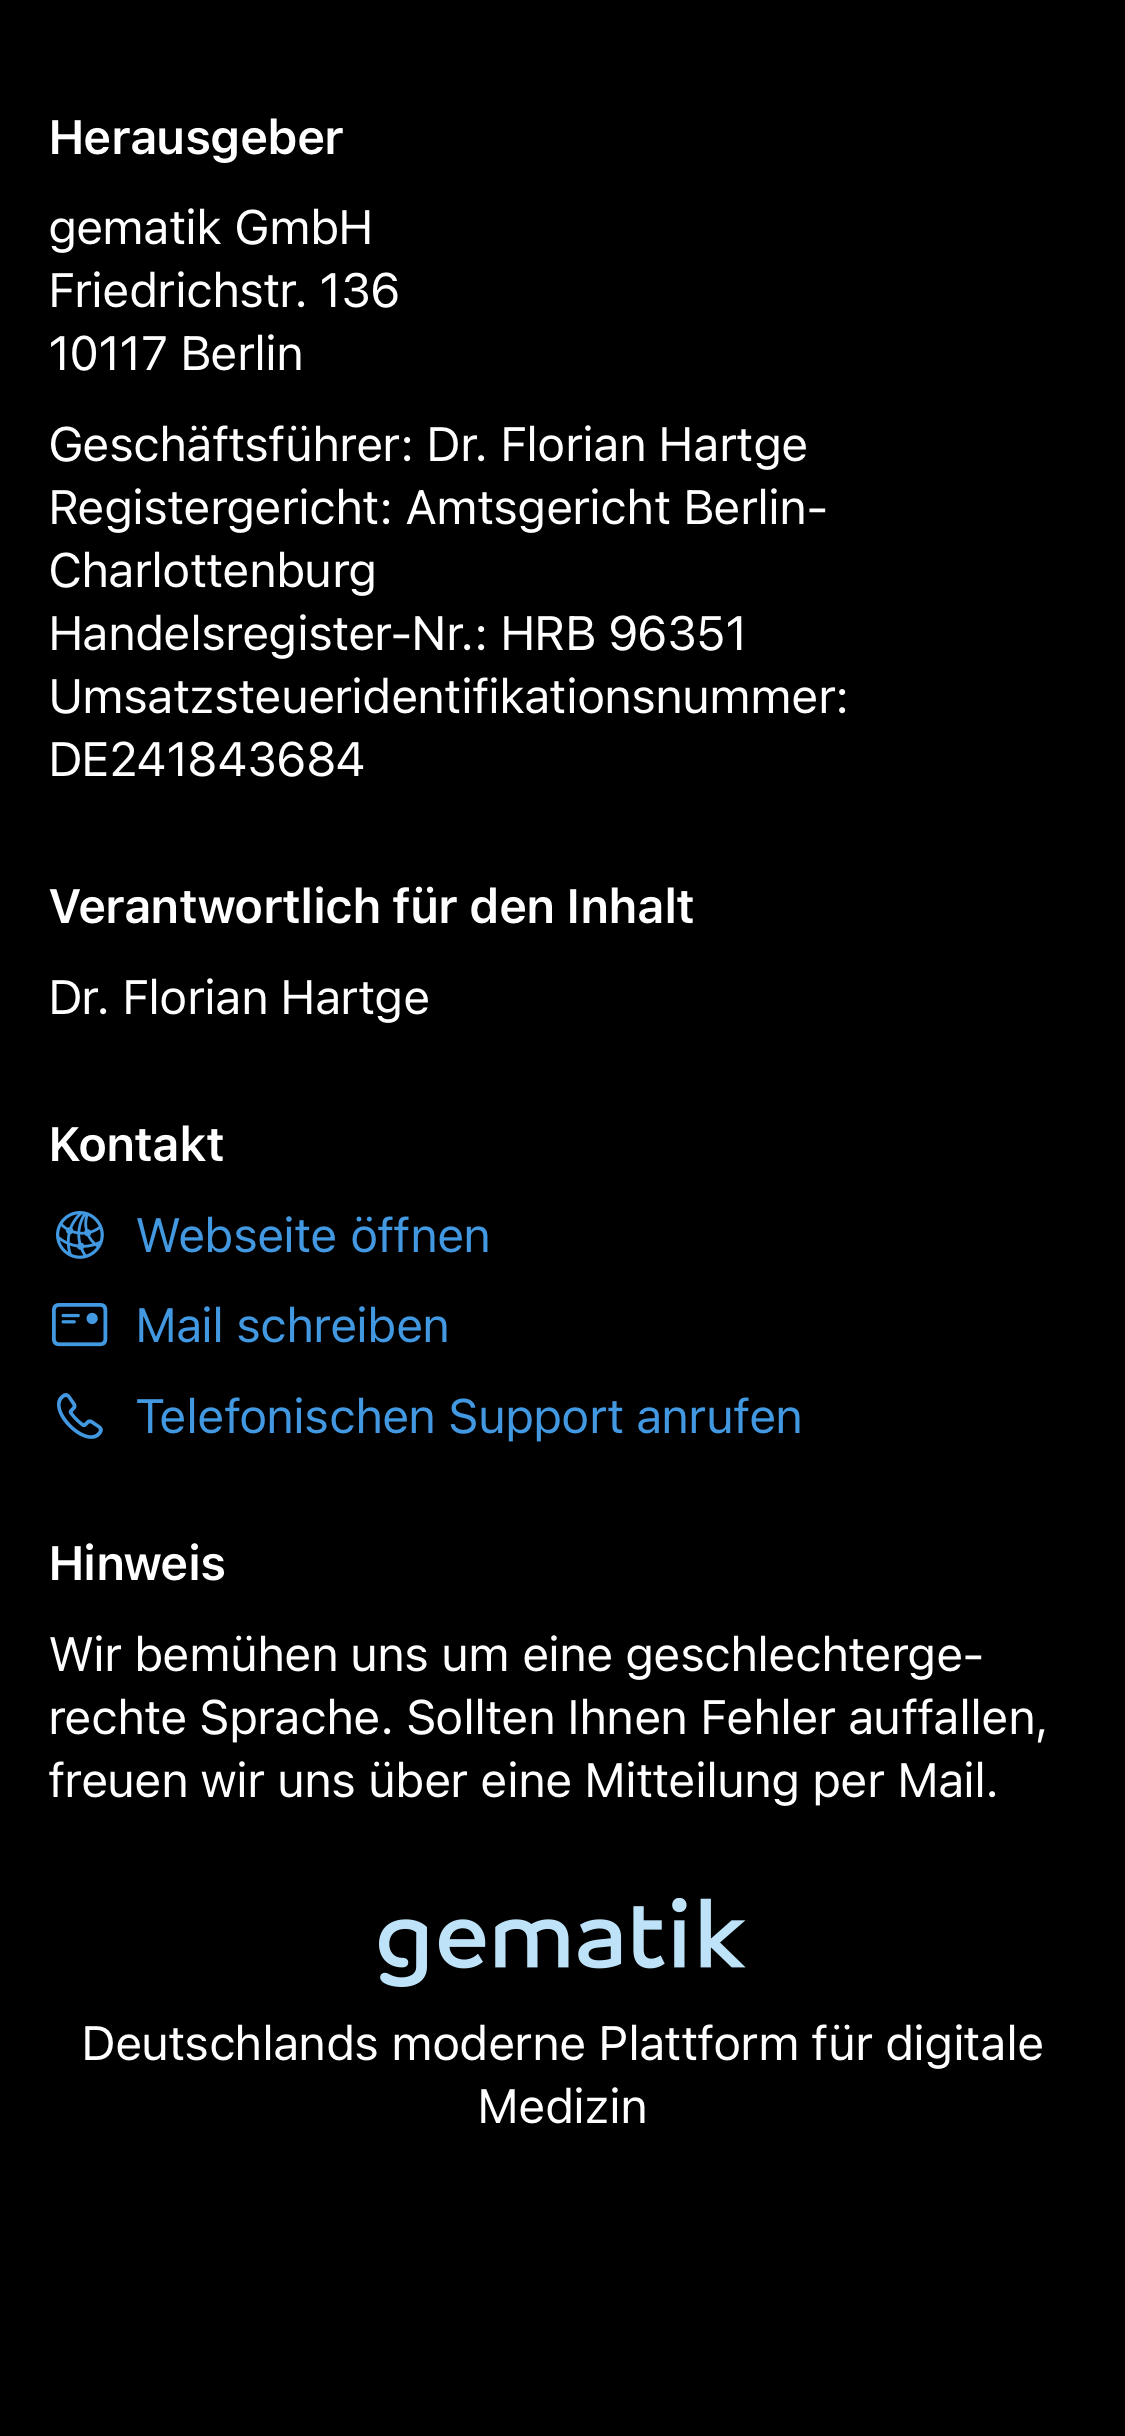 Herausgeber
gematik GmbH
Friedrichstr. 136
10117 Berlin
Geschäftsführer: Dr. Florian Hartge
Registergericht: Amtsgericht Berlin-
Charlottenburg
Handelsregister-Nr.: HRB 96351
Umsatzsteueridentifikationsnummer:
DE241843684
Verantwortlich für den Inhalt
Dr. Florian Hartge
Kontakt
Webseite öffnen
Mail schreiben
Telefonischen Support anrufen
Hinweis
Wir bemühen uns um eine geschlechterge-
rechte Sprache. Sollten Ihnen Fehler auffallen,
freuen wir uns über eine Mitteilung per Mail.
gematik
Deutschlands moderne Plattform für digitale
Medizin